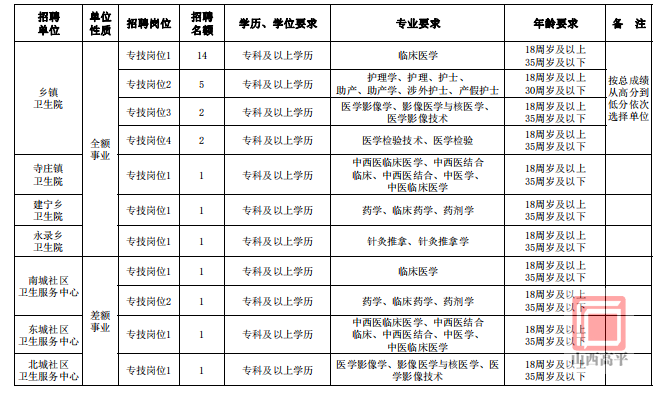 招聘单位 单位性质 招聘岗位 招聘名额 学历、学位要求 专业要求 年龄要求 备 注
乡镇卫生院 全额事业 专技岗位1 14 专科及以上学历 临床医学 18周岁及以上 35周岁及以下 按总成绩从高分到低分依次选择单位
专技岗位2 5 专科及以上学历 护理学、护理、护士、助产、助产学、涉外护士、产假护士 18周岁及以上 30周岁及以下
专技岗位3 2 专科及以上学历 医学影像学、影像医学与核医学、医学影像技术 18周岁及以上 35周岁及以下
专技岗位4 2 专科及以上学历 医学检验技术、医学检验 18周岁及以上 35周岁及以下
寺庄镇卫生院 专技岗位1 1 专科及以上学历 中西医临床医学、中西医结合临床、中西医结合、中医学、中医临床医学 18周岁及以上 35周岁及以下
建宁乡卫生院 专技岗位1 1 专科及以上学历 药学、临床药学、药剂学 18周岁及以上 35周岁及以下
永录乡卫生院 专技岗位1 1 专科及以上学历 针灸推拿、针灸推拿学 18周岁及以上 35周岁及以下
南城社区卫生服务中心 差额事业 专技岗位1 1 专科及以上学历 临床医学 18周岁及以上 35周岁及以下
专技岗位2 1 专科及以上学历 药学、临床药学、药剂学 18周岁及以上 35周岁及以下
东城社区卫生服务中心 专技岗位1 1 专科及以上学历 中西医临床医学、中西医结合临床、中西医结合、中医学、中医临床医学 18周岁及以上 35周岁及以下
北城社区卫生服务中心 专技岗位1 1 专科及以上学历 医学影像学、影像医学与核医学、医学影像技术 18周岁及以上 35周岁及以下
山西高平